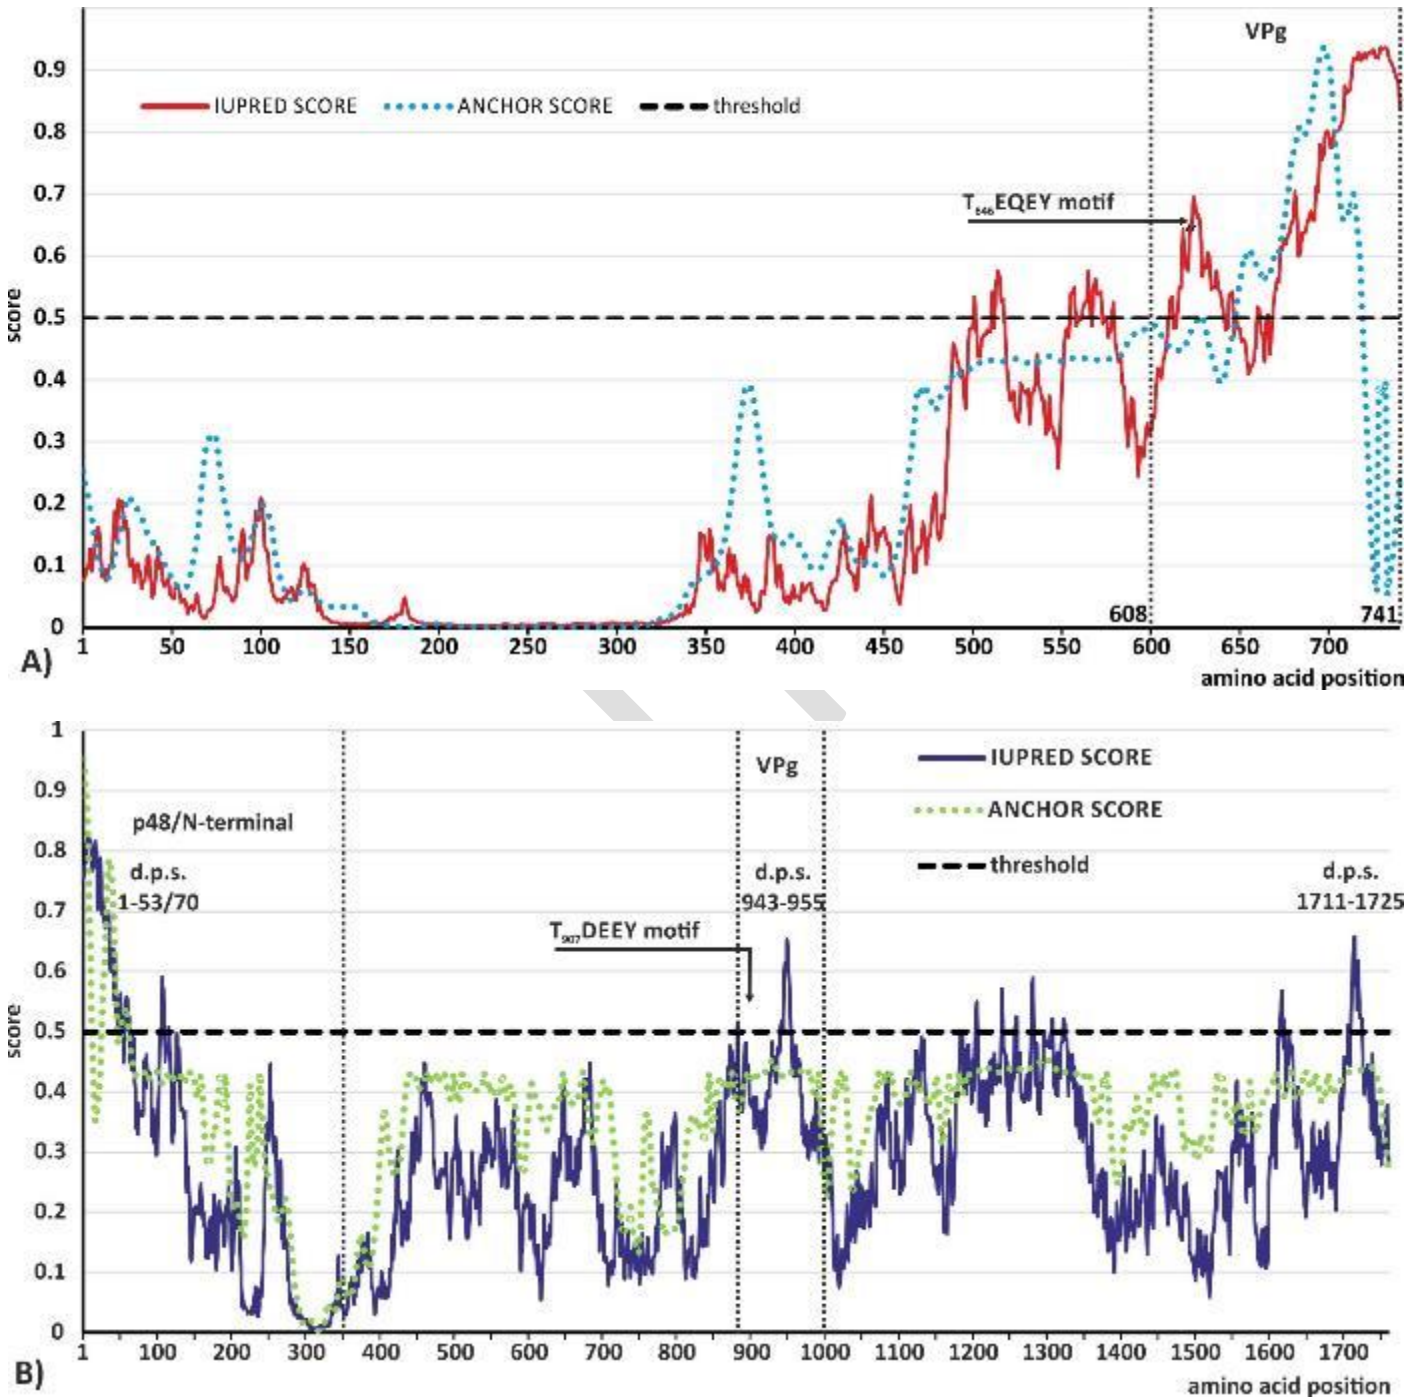 VPg
0.9
IUPRED SCORE ANCHOR SCORE threshold
0.8
0.7
T₆₄₆EQEY motif
0.6
score
0.5
0.4
0.3
0.2
0.1
608 741
0
1 50 100 150 200 250 300 350 400 450 500 550 600 650 700
A)
amino acid position
1
VPg
IUPRED SCORE
0.9
ANCHOR SCORE
p48/N-terminal
0.8
threshold
d.p.s. d.p.s. d.p.s.
1-53/70 943-955 1711-1725
0.7
T₉₀₇DEEY motif
0.6
score
0.5
0.4
0.3
0.2
0.1
0
1 100 200 300 400 500 600 700 800 900 1000 1100 1200 1300 1400 1500 1600 1700
B)
amino acid position